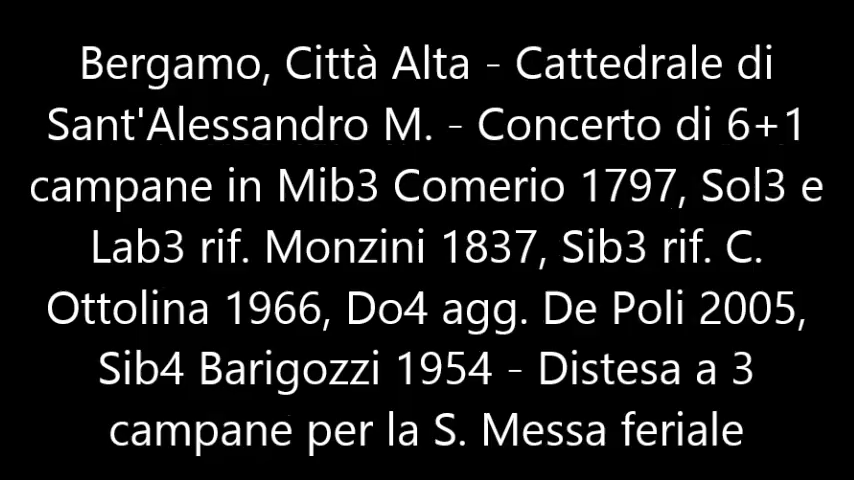 Bergamo, Città Alta - Cattedrale di
Sant'Alessandro M. - Concerto di 6+1
campane in Mib3 Comerio 1797, Sol3 e
Lab3 rif. Monzini 1837, Sib3 rif. C.
Ottolina 1966, Do4 agg. De Poli 2005,
Sib4 Barigozzi 1954 - Distesa a 3
campane per la S. Messa feriale